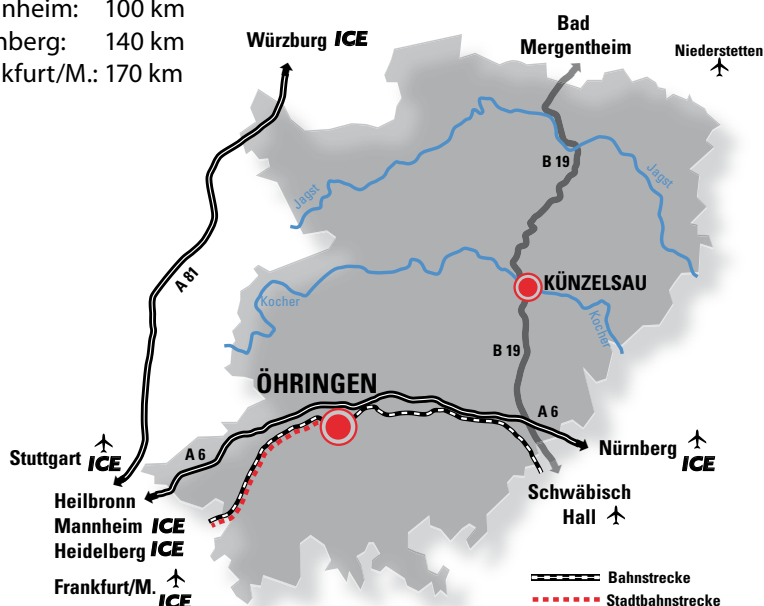 nheim: 100 km
nberg: 140 km
kfurt/M.: 170 km
Würzburg ICE
Bad
Mergentheim
Niederstetten
B 19
Jagst
Jagst
A 81
KÜNZELSAU
Kocher
Kocher
B 19
ÖHRINGEN
A 6
A 6
Stuttgart ICE
Nürnberg ICE
Heilbronn
Mannheim ICE
Heidelberg ICE
Frankfurt/M. ICE
Schwäbisch
Hall
Bahnstrecke
Stadtbahnstrecke